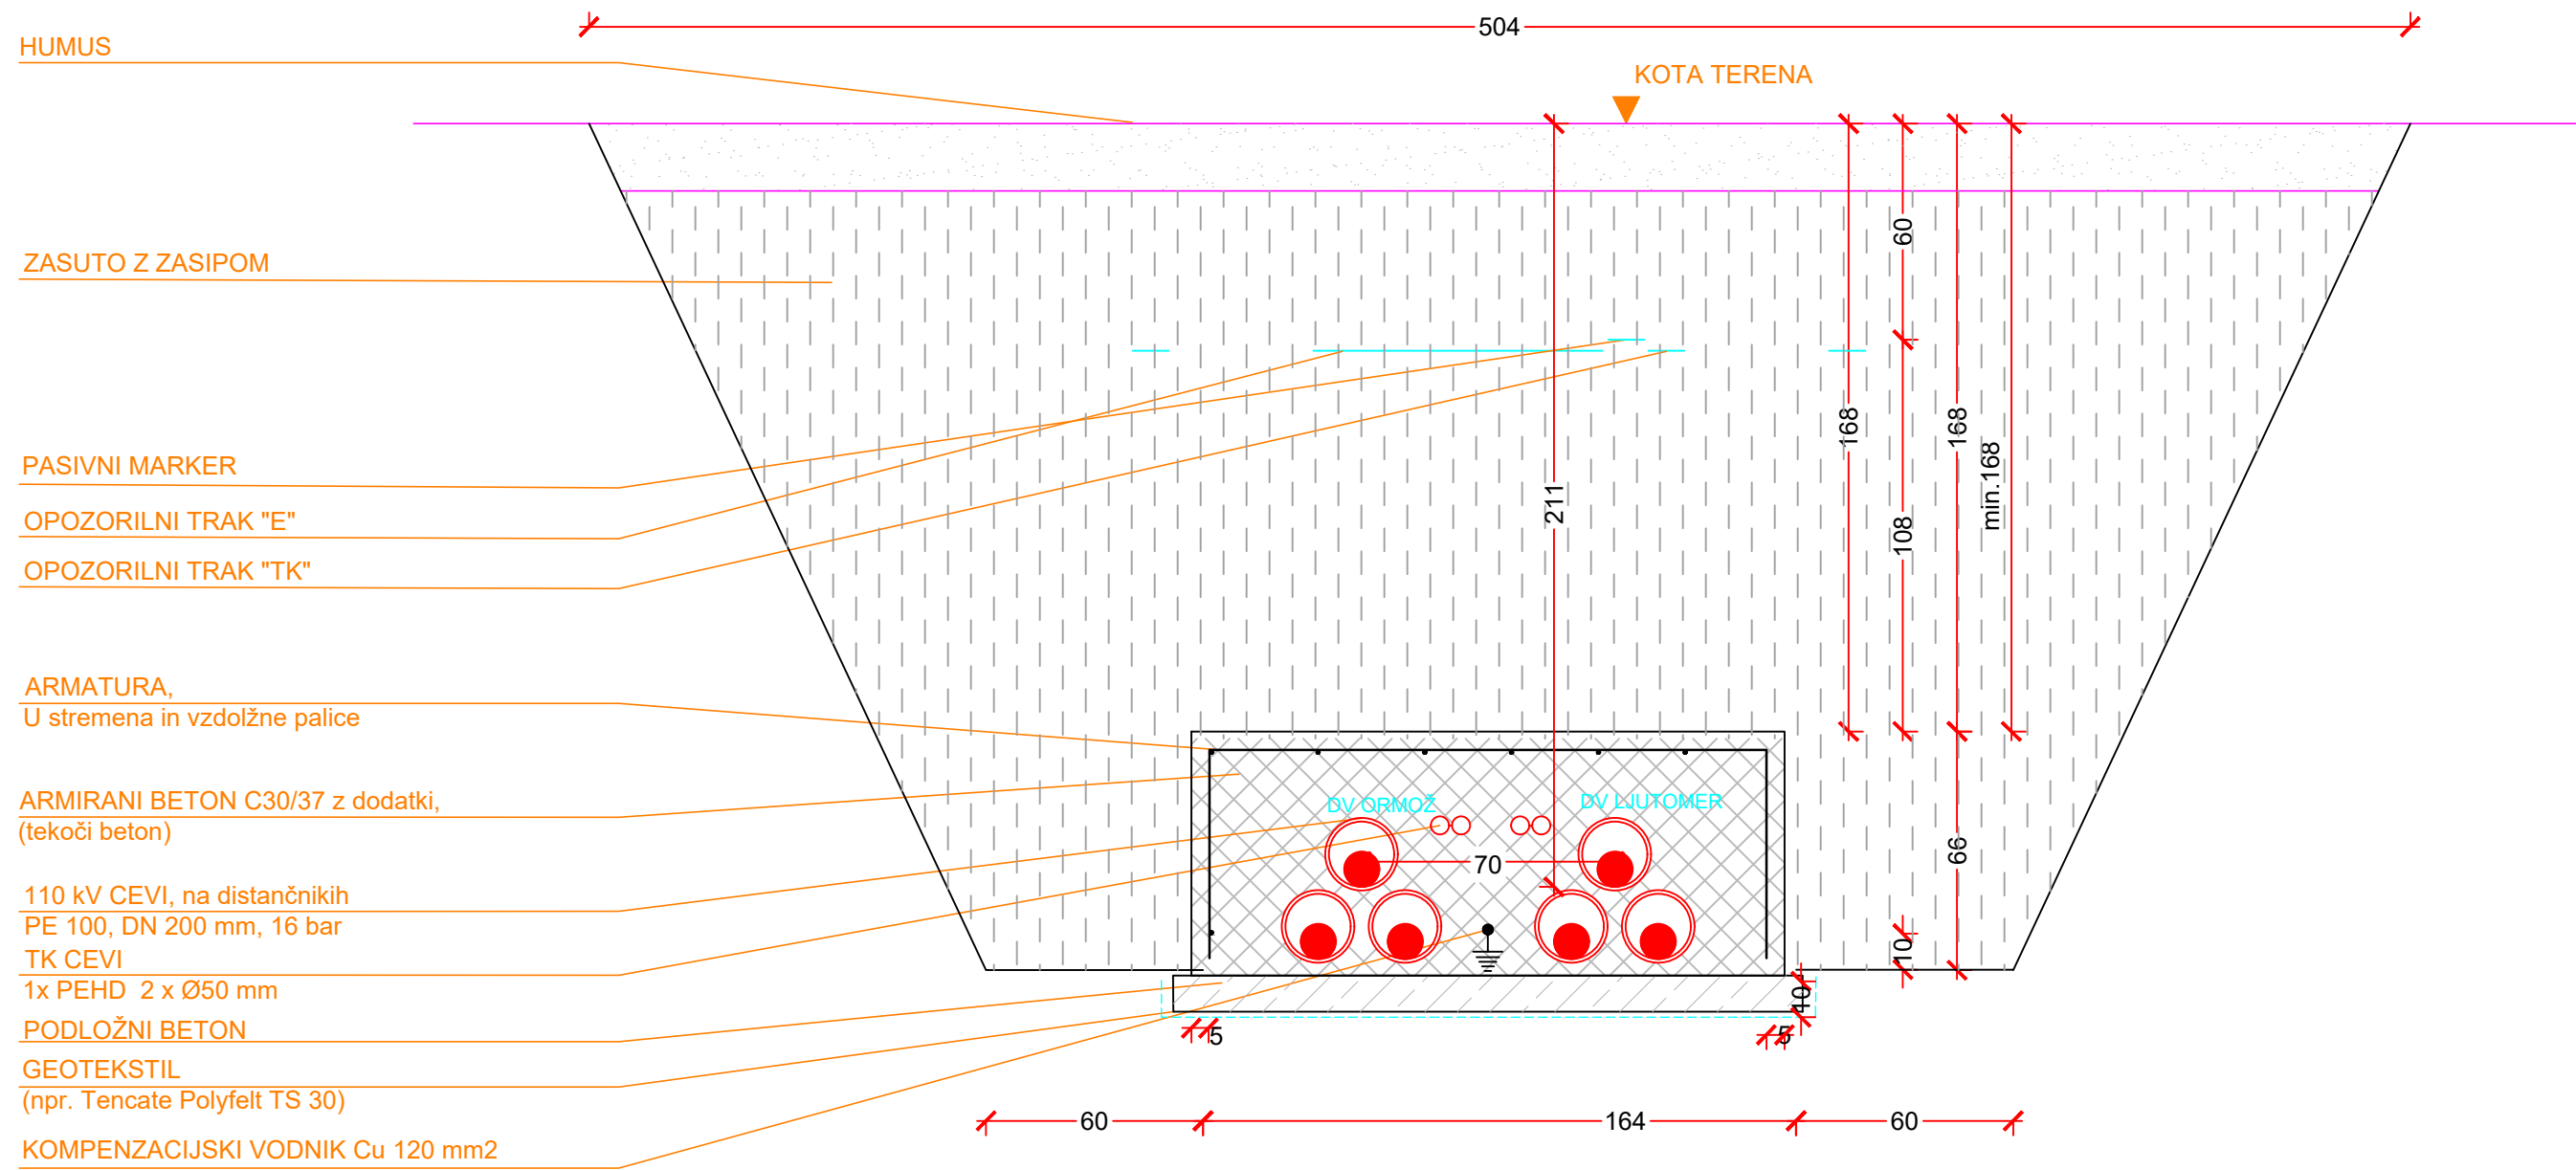 504
HUMUS
KOTA TERENA
60
ZASUTO Z ZASIPOM
168
168
min.168
PASIVNI MARKER
211
OPOZORILNI TRAK "E"
108
OPOZORILNI TRAK "TK"
ARMATURA,
U stremena in vzdolžne palice
ARMIRANI BETON C30/37 z dodatki,
(tekoči beton)
DV ORMOŽ
DV LJUTOMER
66
70
110 kV CEVI, na distančnikih
PE 100, DN 200 mm, 16 bar
10
TK CEVI
1x PEHD 2 x Ø50 mm
10
PODLOŽNI BETON
5
5
GEOTEKSTIL
(npr. Tencate Polyfelt TS 30)
60
164
60
KOMPENZACIJSKI VODNIK Cu 120 mm2